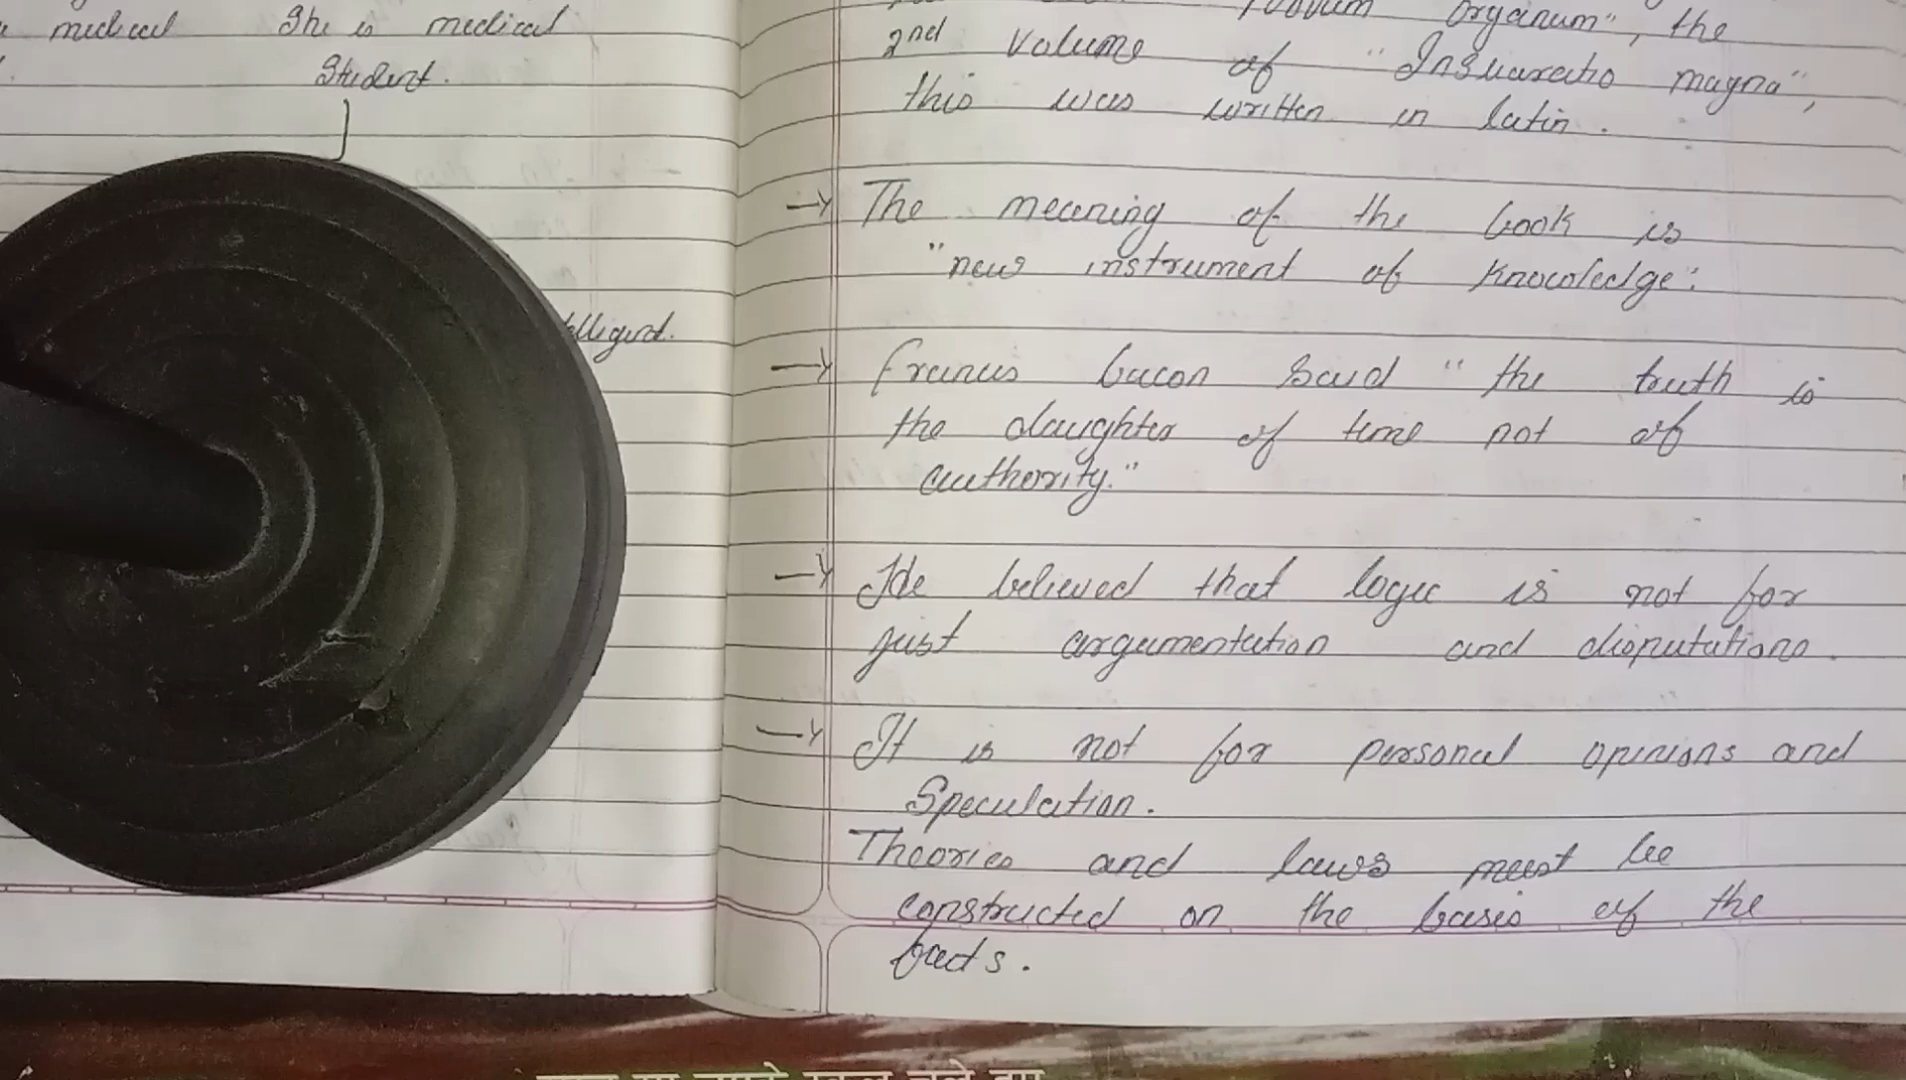 medical She is medical
Student.
elligent.
Organum", the
2nd Volume of "Insuaratio magna",
this was written in latin.
→ The meaning of the book is
"new instrument of knowledge".
→ Francis bacon said "the truth is
the daughter of time not of
authority."
→ He believed that logic is not for
just argumentation and disputations.
→ It is not for personal opinions and
Speculation.
Theories and laws must be
constructed on the basis of the
facts.